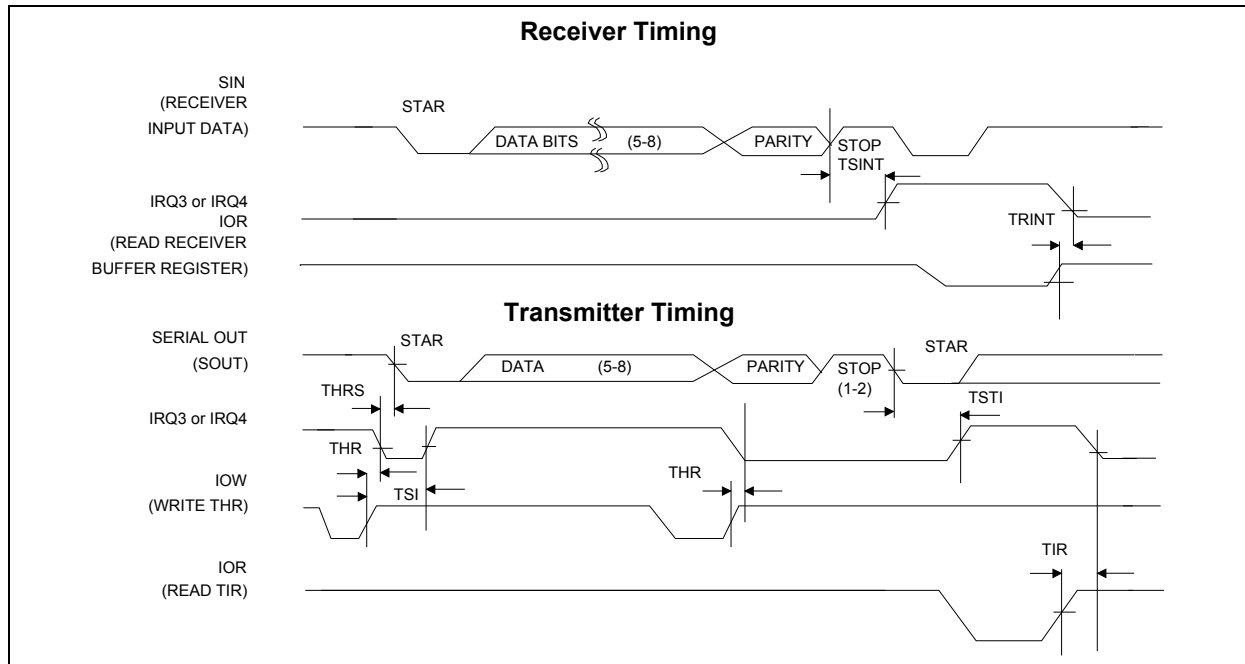 Receiver Timing
SIN
(RECEIVER
INPUT DATA)
STAR
DATA BITS (5-8)
PARITY
STOP
TSINT
IRQ3 or IRQ4
IOR
(READ RECEIVER
BUFFER REGISTER)
TRINT
Transmitter Timing
SERIAL OUT
(SOUT)
STAR
DATA (5-8)
PARITY
STOP
(1-2)
STAR
THRS
TSTI
IRQ3 or IRQ4
THR
THR
IOW
(WRITE THR)
TSI
TIR
IOR
(READ TIR)